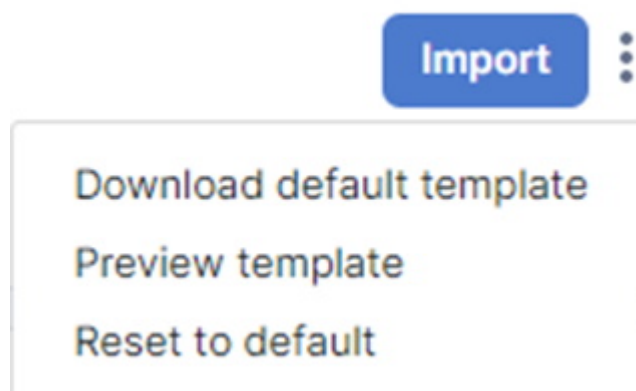 Import
Download default template
Preview template
Reset to default